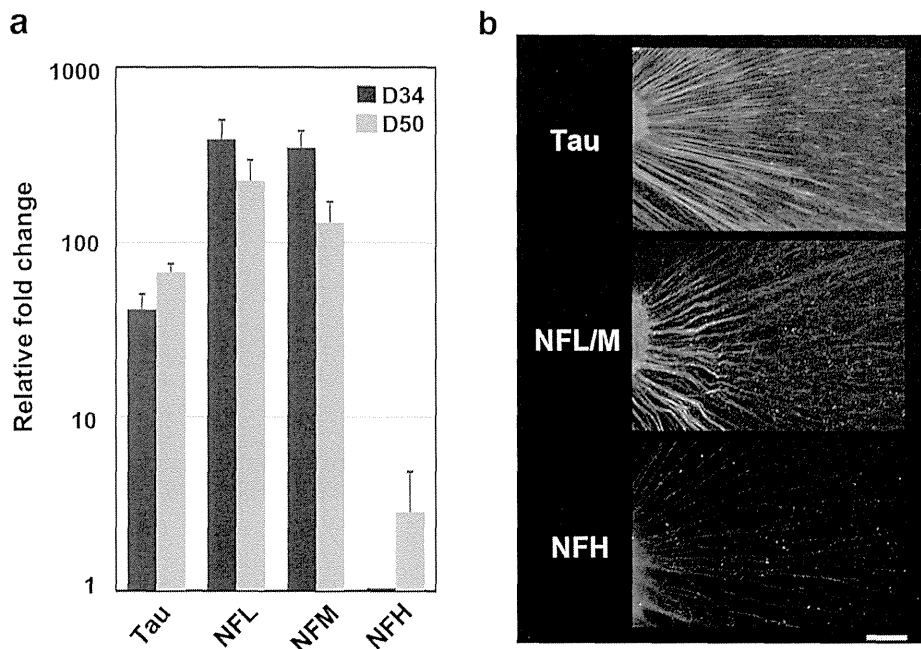 a
1000
100
10
1
Relative fold change
D34
D50
Tau
NFL
NFM
NFH
b
Tau
NFL/M
NFH